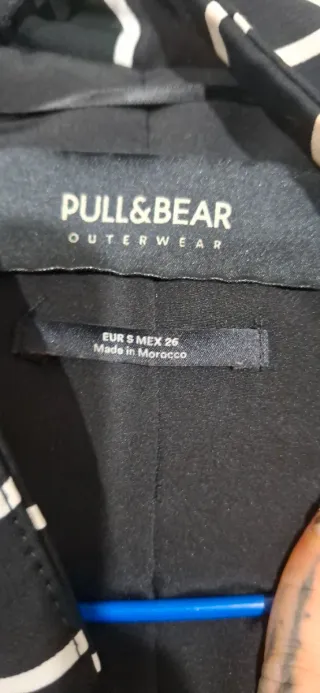 PULL&BEAR
OUTERWEAR
EUR S MEX 26
Made in Morocco